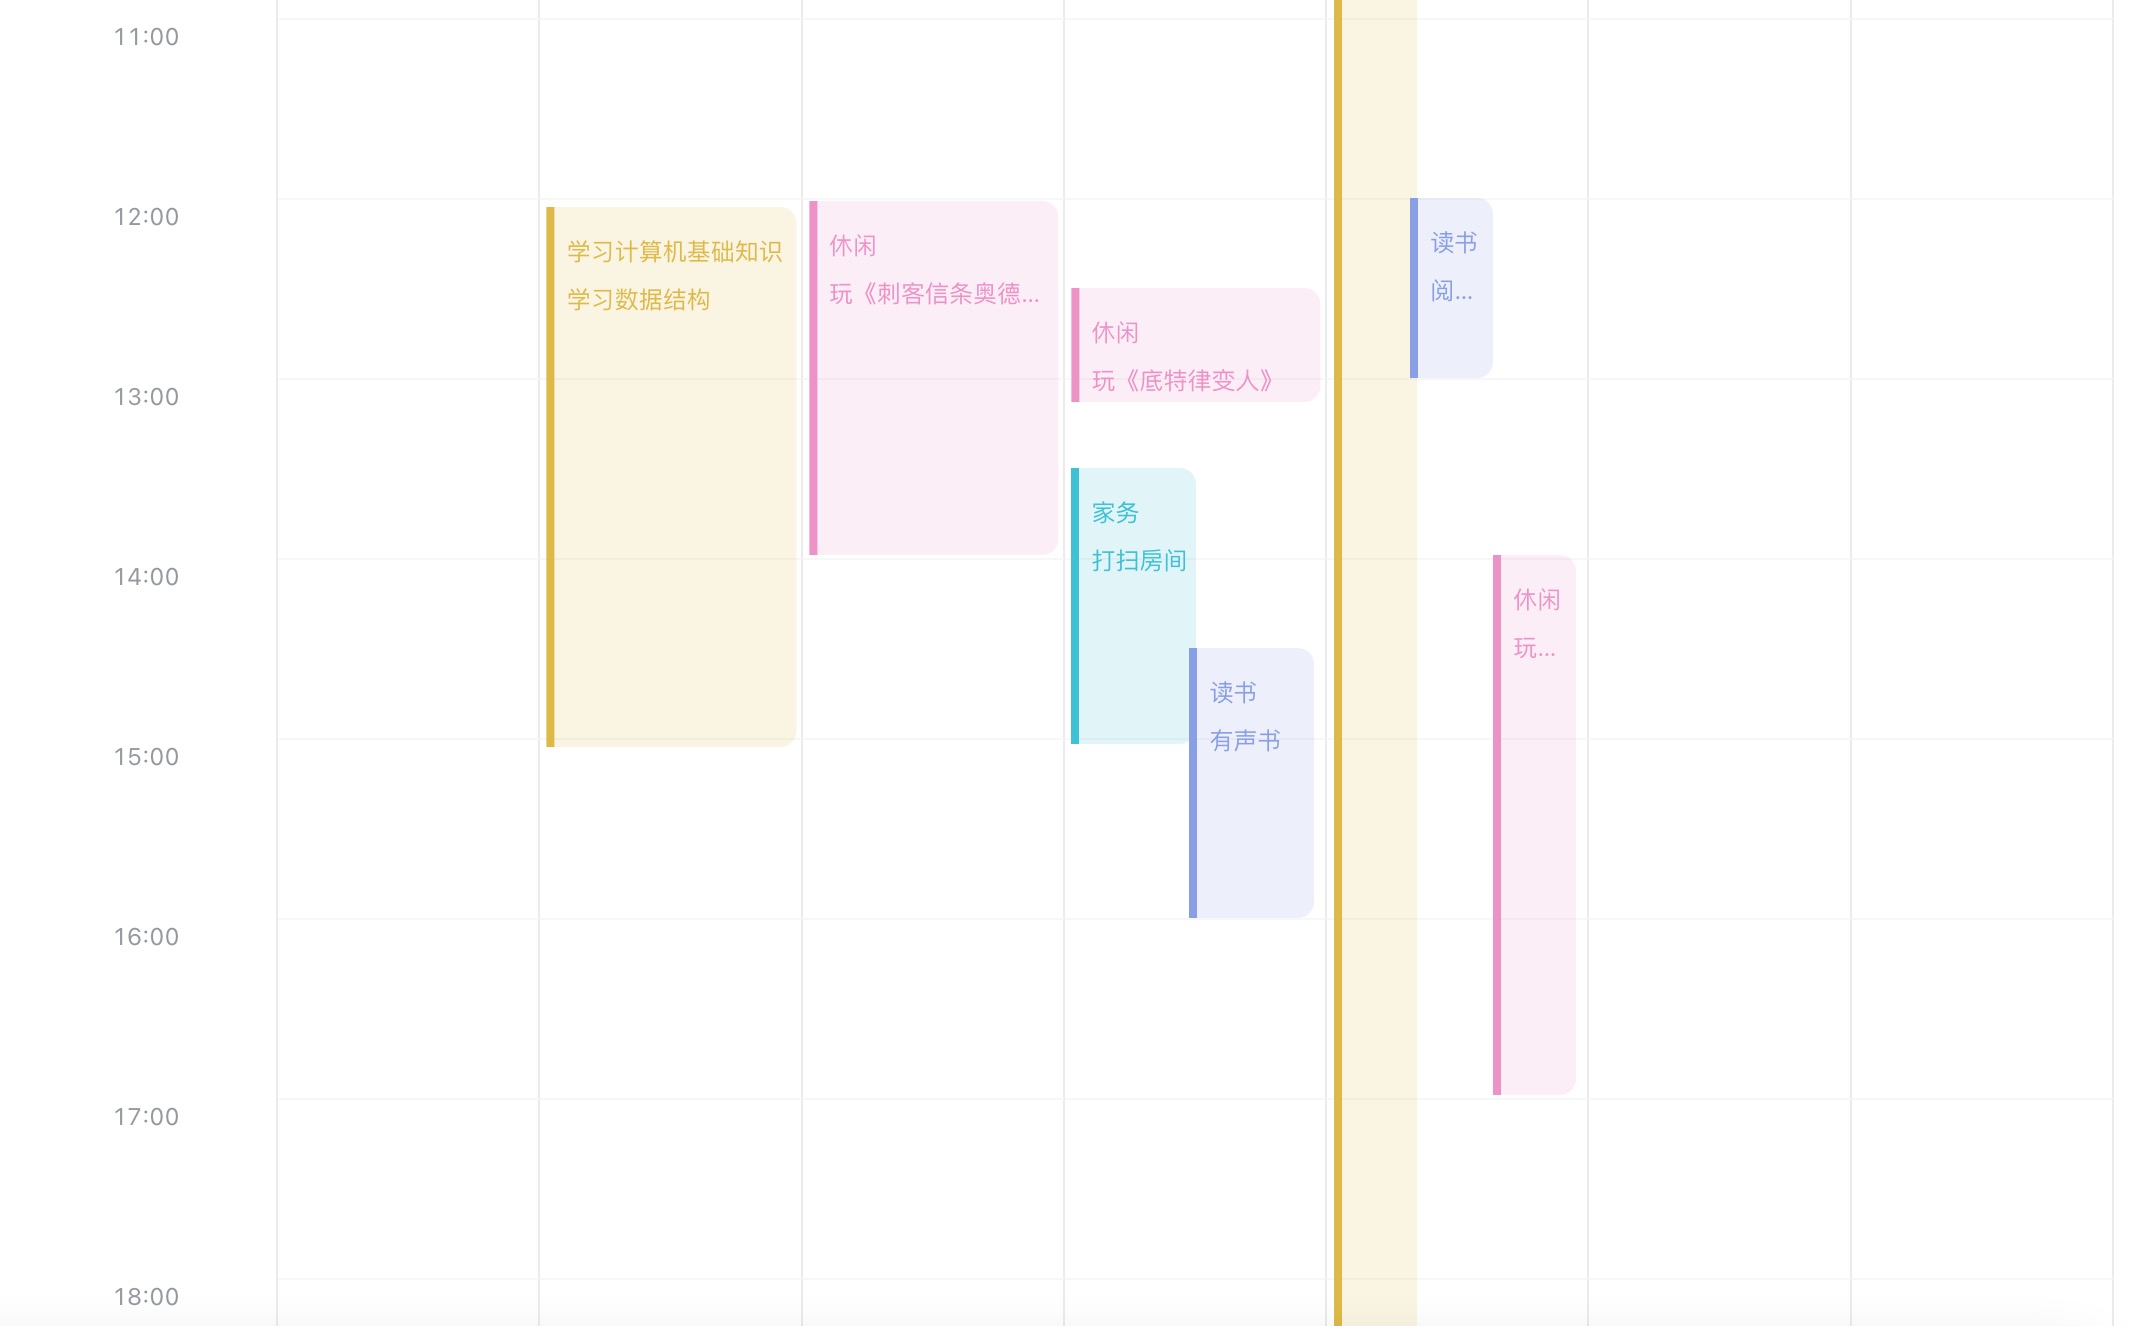 11:00
12:00
13:00
14:00
15:00
16:00
17:00
18:00
学习计算机基础知识
学习数据结构
休闲
玩《刺客信条奥德...
休闲
玩《底特律变人》
家务
打扫房间
读书
有声书
读书
阅...
休闲
玩...